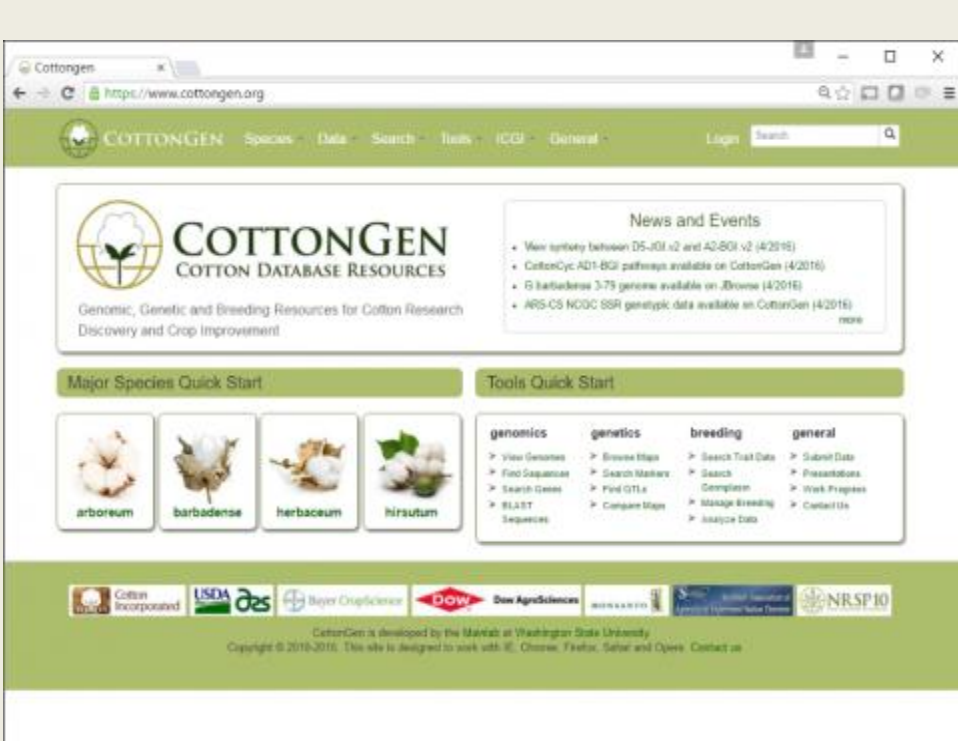 Cottongen
https://www.cottongen.org
COTTONGEN Species Data Search Tools ICGI General Login Search
COTTONGEN
COTTON DATABASE RESOURCES
Genomic, Genetic and Breeding Resources for Cotton Research
Discovery and Crop Improvement
News and Events
View synteny between D5-JGI.v2 and A2-BGI.v2 (4/2016)
CottonCyc AD1-BGI pathways available on CottonGen (4/2016)
G barbadense 3-79 genome available on JBrowse (4/2016)
ARS-CS NCGC SSR genotypic data available on CottonGen (4/2016)
more
Major Species Quick Start
Tools Quick Start
arboreum
barbadense
herbaceum
hirsutum
genomics
View Genomes
Find Sequences
Search Genes
BLAST
Sequences
genetics
Browse Maps
Search Markers
Find QTLs
Compare Maps
breeding
Search Trait Data
Search
Germplasm
Manage Breeding
Analyze Data
general
Submit Data
Presentations
Work Progress
Contact Us
Cotton
Incorporated
USDA
Bayer CropScience
DOW
Dow AgroSciences
MONSANTO
NRSP10
CottonGen is developed by the Mainlab at Washington State University
Copyright © 2010-2016. This site is designed to work with IE, Chrome, Firefox, Safari and Opera. Contact us